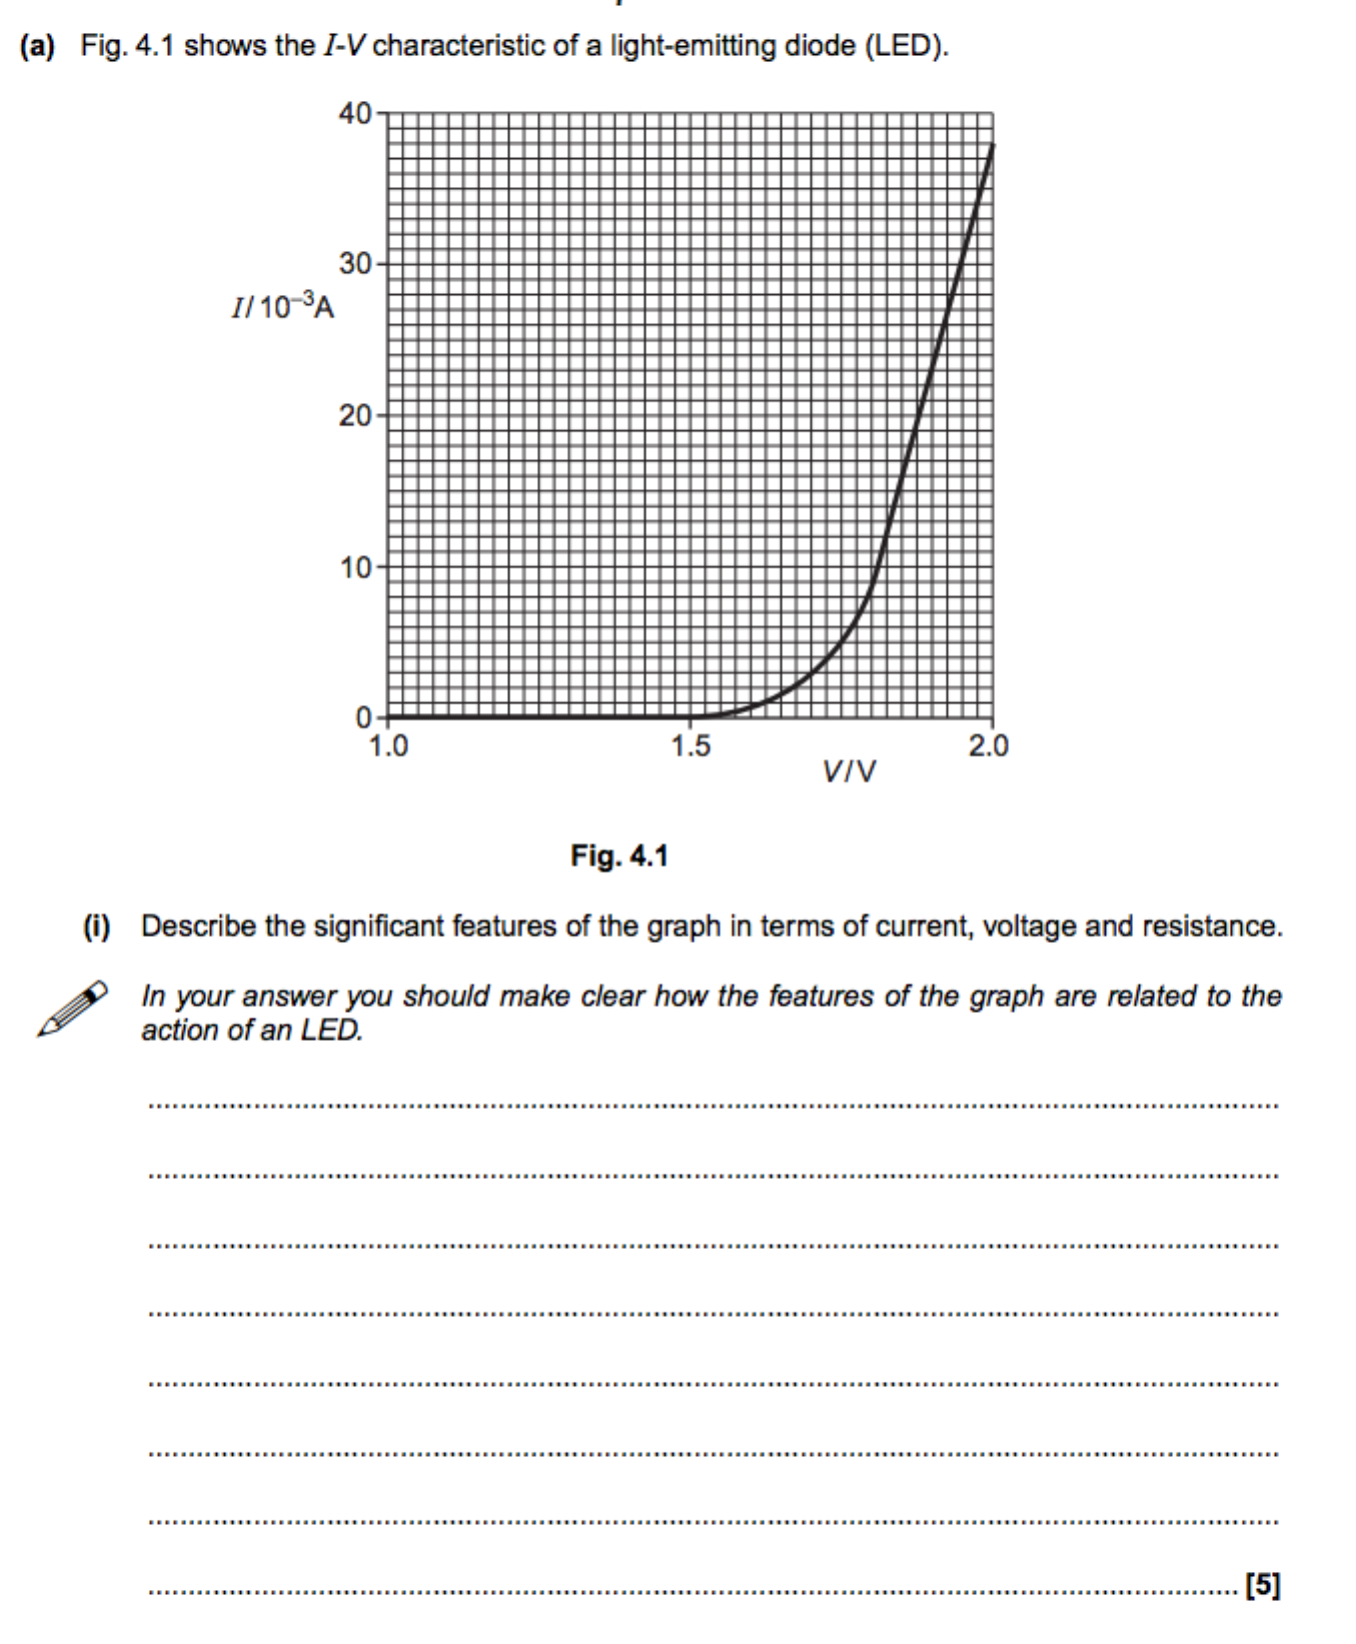 (a) Fig. 4.1 shows the I-V characteristic of a light-emitting diode (LED).
40
30
I/ 10⁻³A
20
10
0
1.0 1.5 2.0
V/V
Fig. 4.1
(i) Describe the significant features of the graph in terms of current, voltage and resistance.
In your answer you should make clear how the features of the graph are related to the
action of an LED.
[5]